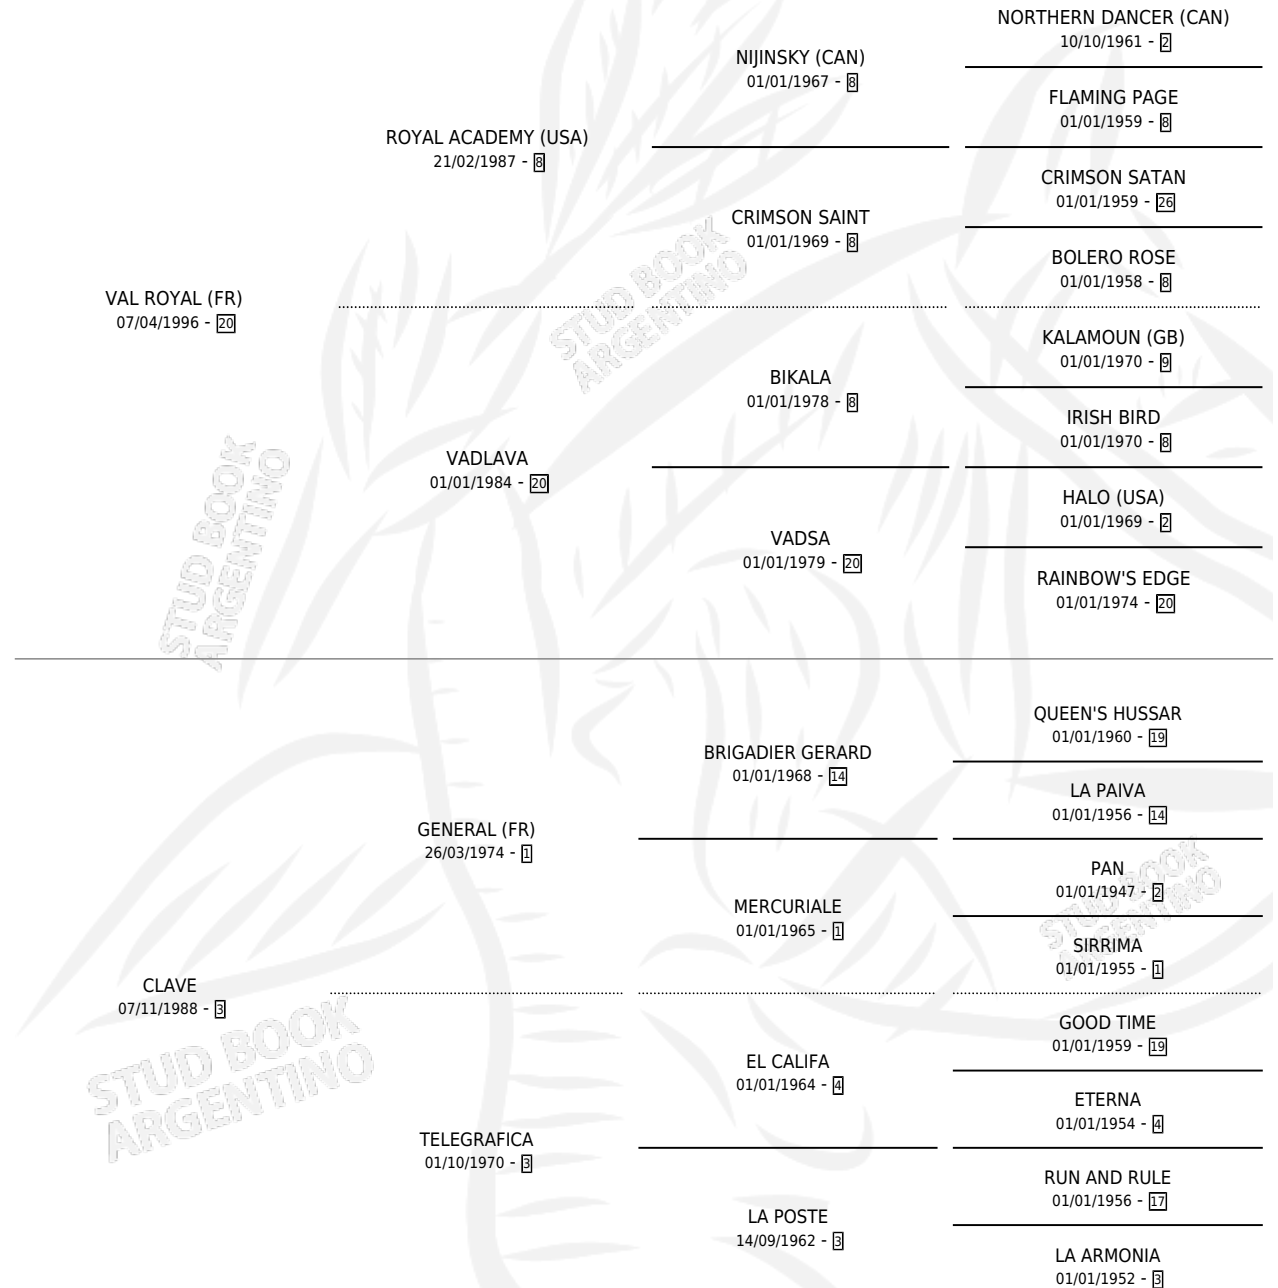 NORTHERN DANCER (CAN)
10/10/1961 - 2
NIJINSKY (CAN)
01/01/1967 - 8
FLAMING PAGE
01/01/1959 - 8
ROYAL ACADEMY (USA)
21/02/1987 - 8
CRIMSON SATAN
01/01/1959 - 26
CRIMSON SAINT
01/01/1969 - 8
BOLERO ROSE
01/01/1958 - 8
VAL ROYAL (FR)
07/04/1996 - 20
STUD BOOK
ARGENTINO
KALAMOUN (GB)
01/01/1970 - 9
BIKALA
01/01/1978 - 8
IRISH BIRD
01/01/1970 - 8
VADLAVA
01/01/1984 - 20
HALO (USA)
01/01/1969 - 2
VADSA
01/01/1979 - 20
RAINBOW'S EDGE
01/01/1974 - 20
STUD BOOK
ARGENTINO
QUEEN'S HUSSAR
01/01/1960 - 19
BRIGADIER GERARD
01/01/1968 - 14
LA PAIVA
01/01/1956 - 14
GENERAL (FR)
26/03/1974 - 1
PAN
01/01/1947 - 2
MERCURIALE
01/01/1965 - 1
SIRRIMA
01/01/1955 - 1
STUD BOOK
ARGENTINO
CLAVE
07/11/1988 - 3
STUD BOOK
ARGENTINO
GOOD TIME
01/01/1959 - 19
EL CALIFA
01/01/1964 - 4
ETERNA
01/01/1954 - 4
TELEGRAFICA
01/10/1970 - 3
RUN AND RULE
01/01/1956 - 17
LA POSTE
14/09/1962 - 3
LA ARMONIA
01/01/1952 - 3